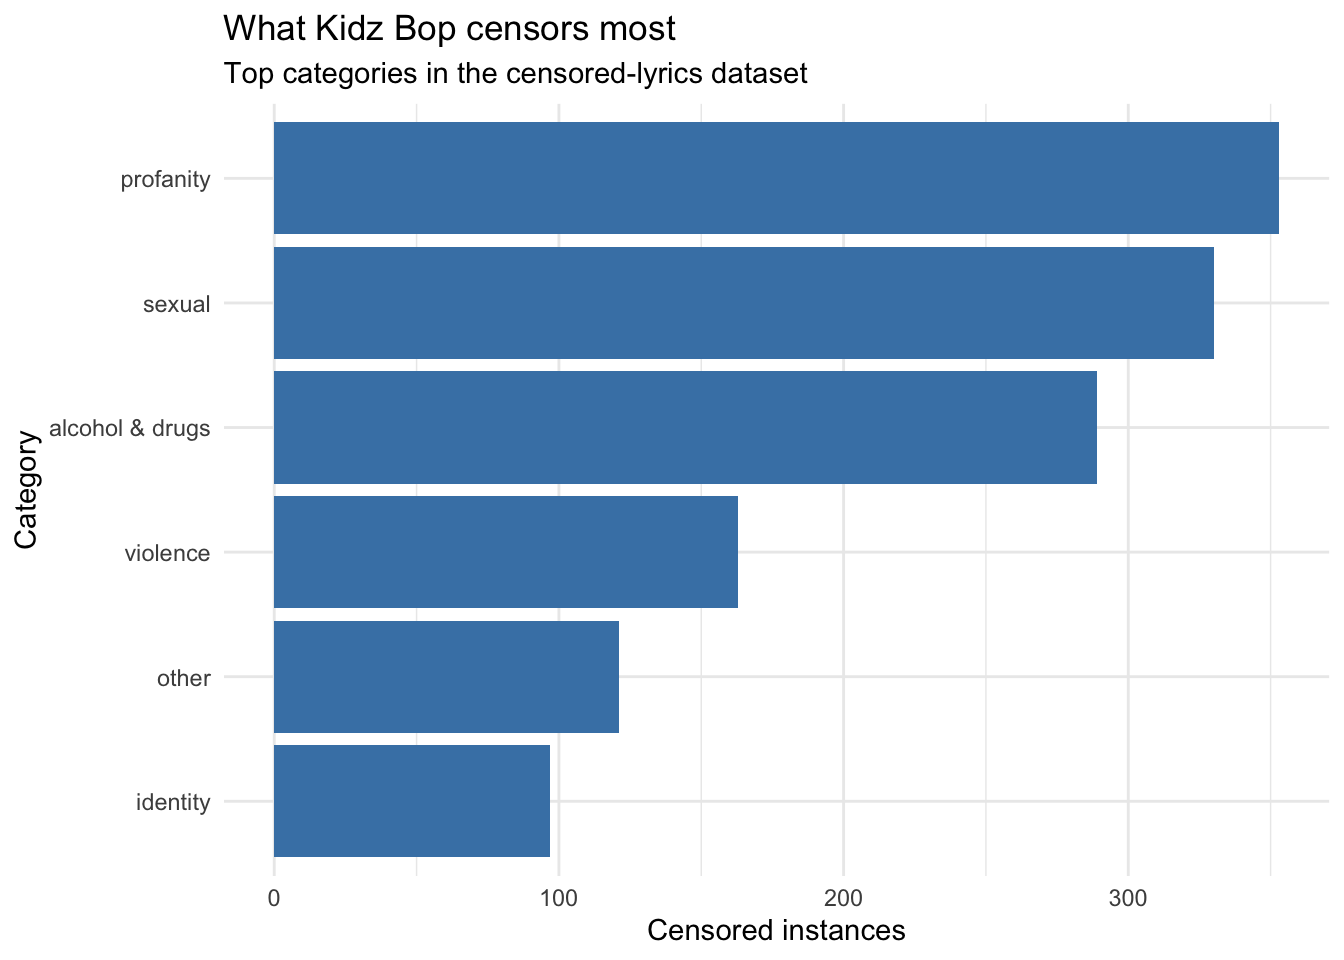 What Kidz Bop censors most
Top categories in the censored-lyrics dataset
Category
profanity
sexual
alcohol & drugs
violence
other
identity
0 100 200 300
Censored instances